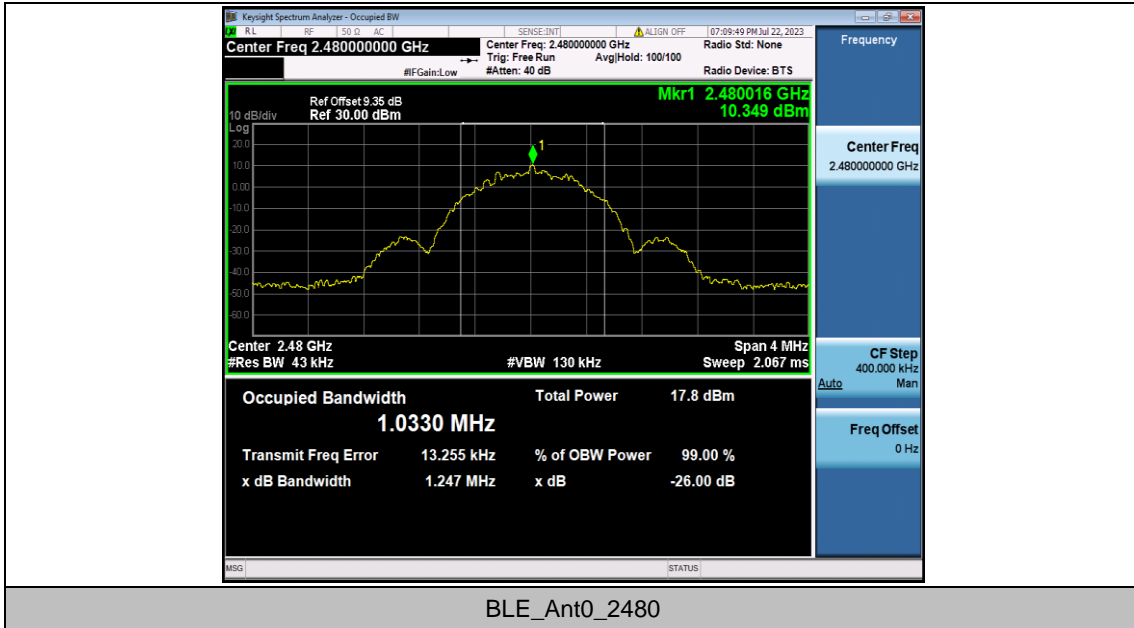 Keysight Spectrum Analyzer - Occupied BW
RL RF 50 Ω AC SENSE:INT ALIGN OFF 07:09:49 PM Jul 22, 2023
Center Freq 2.480000000 GHz
Center Freq: 2.480000000 GHz Radio Std: None
Trig: Free Run Avg|Hold: 100/100
#IFGain:Low #Atten: 40 dB Radio Device: BTS
Frequency
Ref Offset 9.35 dB Mkr1 2.480016 GHz
10 dB/div Ref 30.00 dBm 10.349 dBm
Log
20.0
10.0
0.00
-10.0
-20.0
-30.0
-40.0
-50.0
-60.0
1
Center 2.48 GHz Span 4 MHz
#Res BW 43 kHz #VBW 130 kHz Sweep 2.067 ms
Center Freq
2.480000000 GHz
CF Step
400.000 kHz
Auto Man
Freq Offset
0 Hz
Occupied Bandwidth Total Power 17.8 dBm
1.0330 MHz
Transmit Freq Error 13.255 kHz % of OBW Power 99.00 %
x dB Bandwidth 1.247 MHz x dB -26.00 dB
MSG STATUS
BLE_Ant0_2480